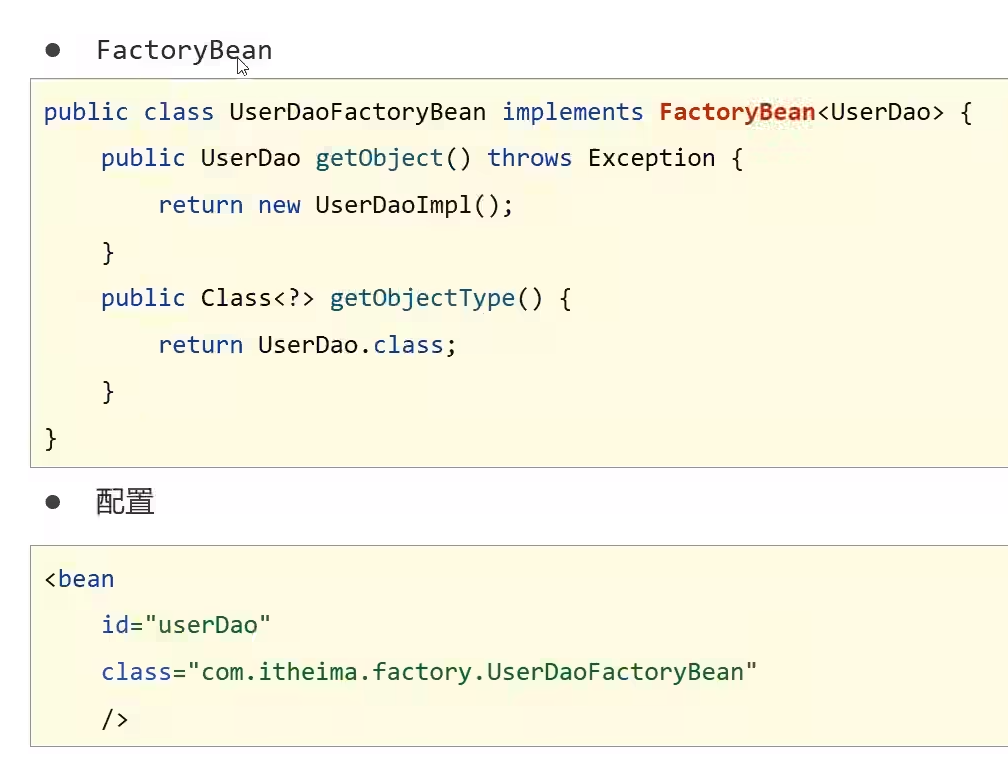 ● FactoryBean
public class UserDaoFactoryBean implements FactoryBean<UserDao> {
    public UserDao getObject() throws Exception {
        return new UserDaoImpl();
    }
    public Class<?> getObjectType() {
        return UserDao.class;
    }
}
● 配置
<bean
    id="userDao"
    class="com.itheima.factory.UserDaoFactoryBean"
    />